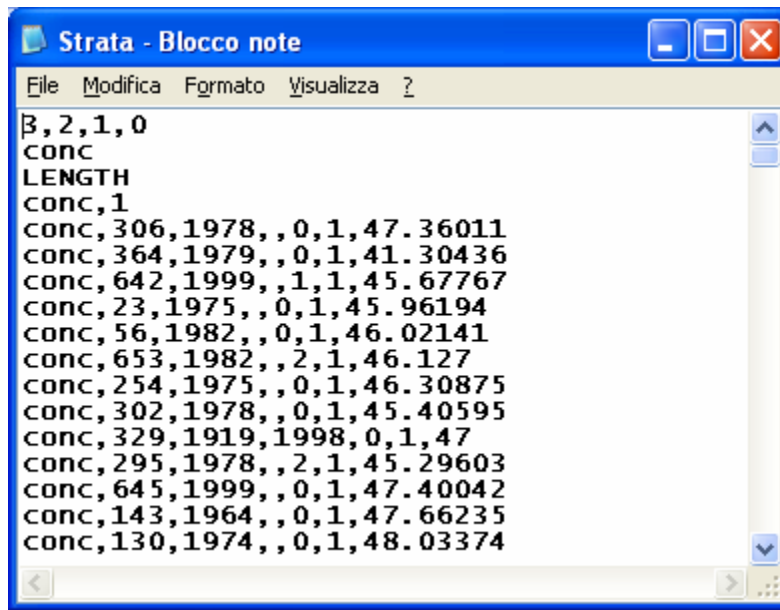 Strata - Blocco note
File Modifica Formato Visualizza ?
3,2,1,0
conc
LENGTH
conc,1
conc,306,1978,,0,1,47.36011
conc,364,1979,,0,1,41.30436
conc,642,1999,,1,1,45.67767
conc,23,1975,,0,1,45.96194
conc,56,1982,,0,1,46.02141
conc,653,1982,,2,1,46.127
conc,254,1975,,0,1,46.30875
conc,302,1978,,0,1,45.40595
conc,329,1919,1998,0,1,47
conc,295,1978,,2,1,45.29603
conc,645,1999,,0,1,47.40042
conc,143,1964,,0,1,47.66235
conc,130,1974,,0,1,48.03374